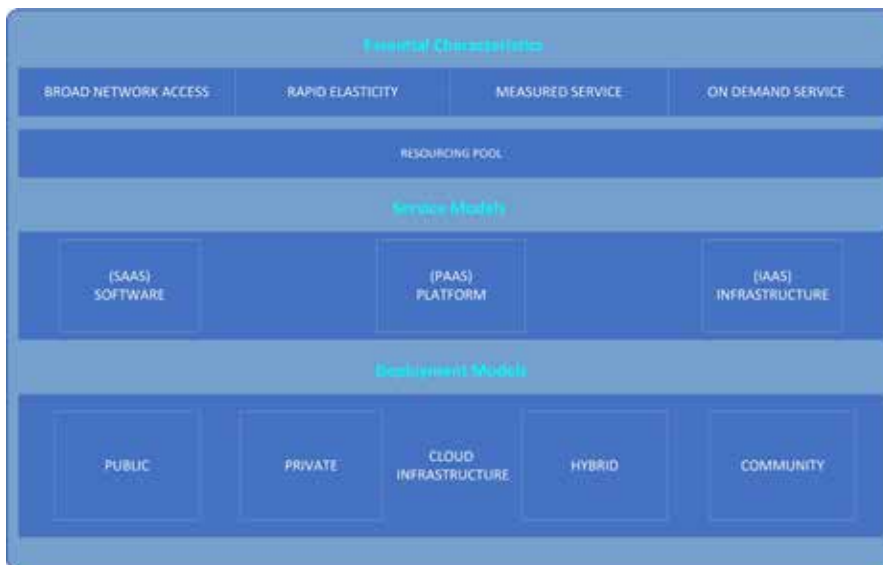 Essential Characteristics
BROAD NETWORK ACCESS
RAPID ELASTICITY
MEASURED SERVICE
ON DEMAND SERVICE
RESOURCING POOL
Service Models
(SAAS)
SOFTWARE
(PAAS)
PLATFORM
(IAAS)
INFRASTRUCTURE
Deployment Models
PUBLIC
PRIVATE
CLOUD
INFRASTRUCTURE
HYBRID
COMMUNITY